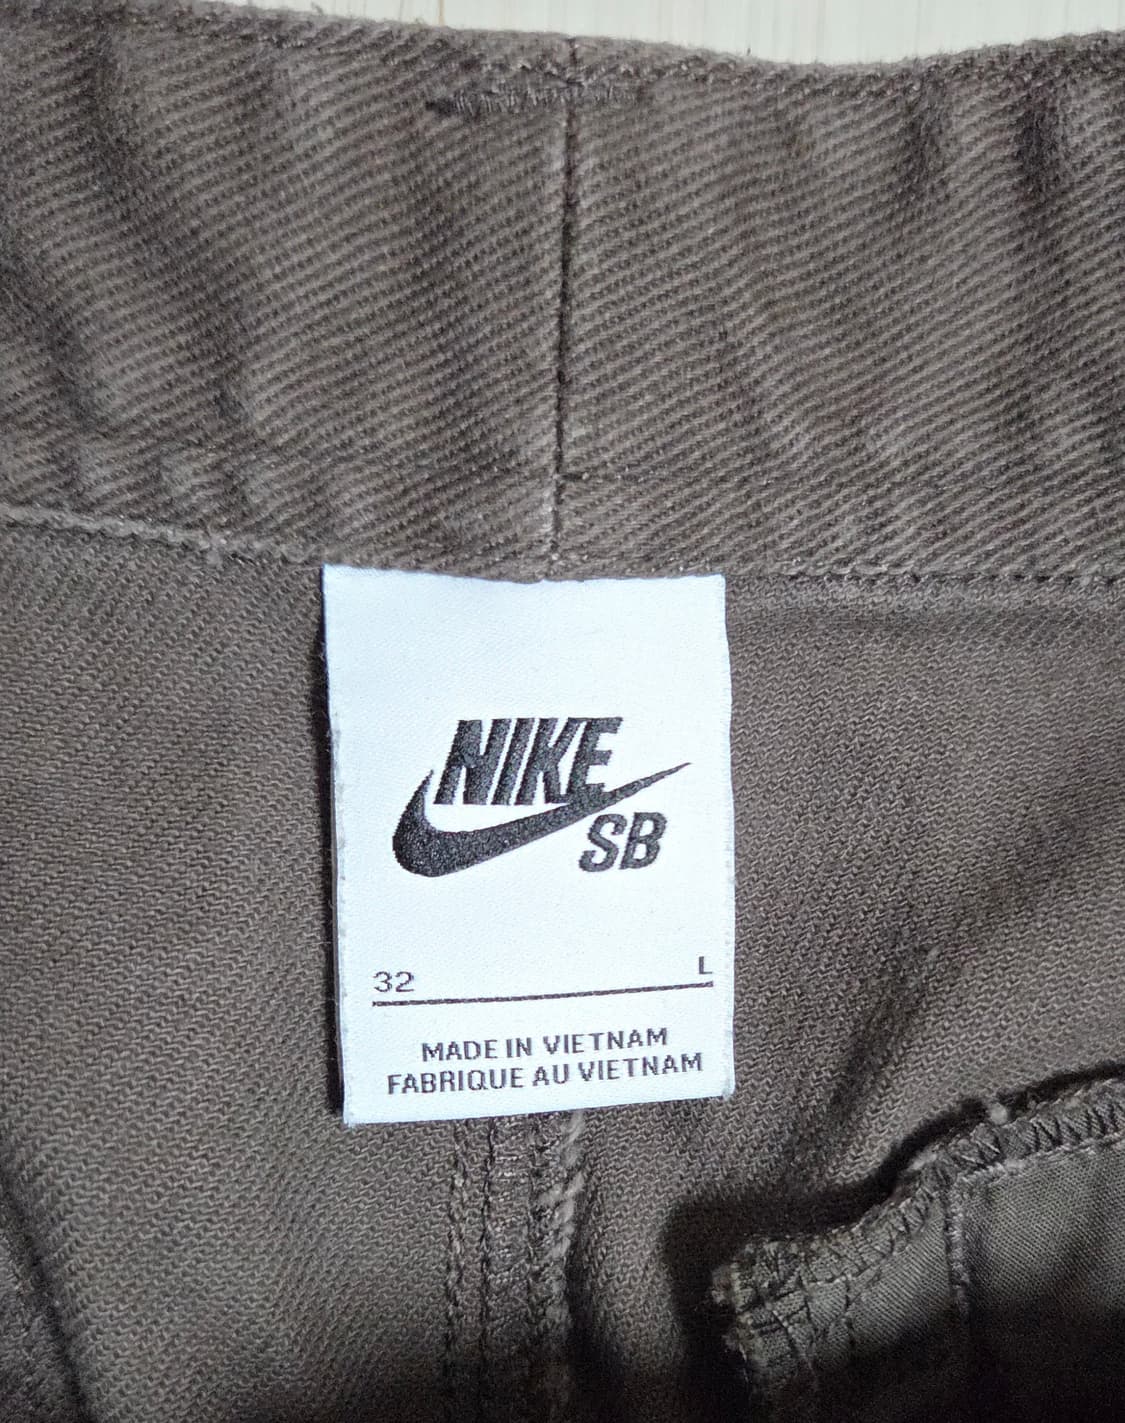 NIKE
SB
32 L
MADE IN VIETNAM
FABRIQUE AU VIETNAM